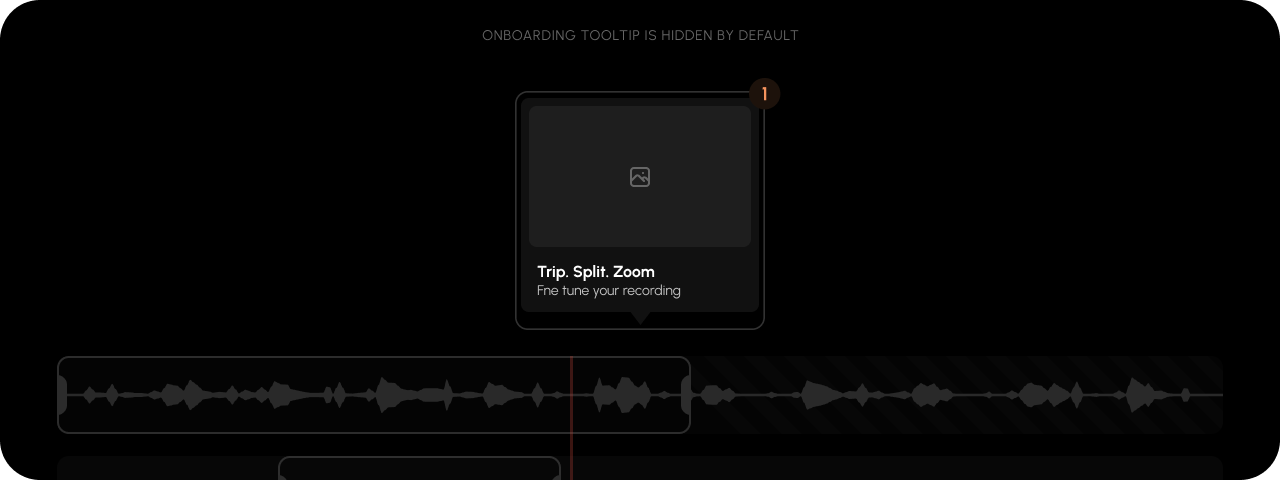 ONBOARDING TOOLTIP IS HIDDEN BY DEFAULT
1
Trip. Split. Zoom
Fne tune your recording